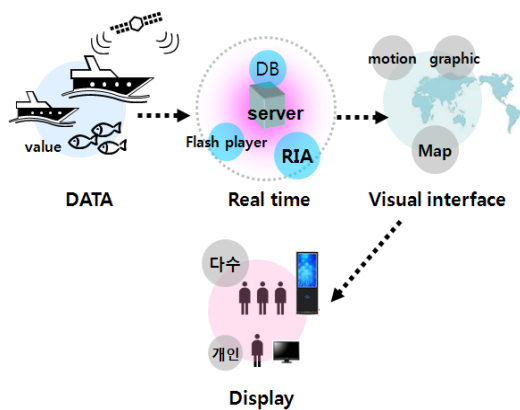 value
DATA
DB
server
Flash player
RIA
Real time
motion
graphic
Map
Visual interface
다수
개인
Display